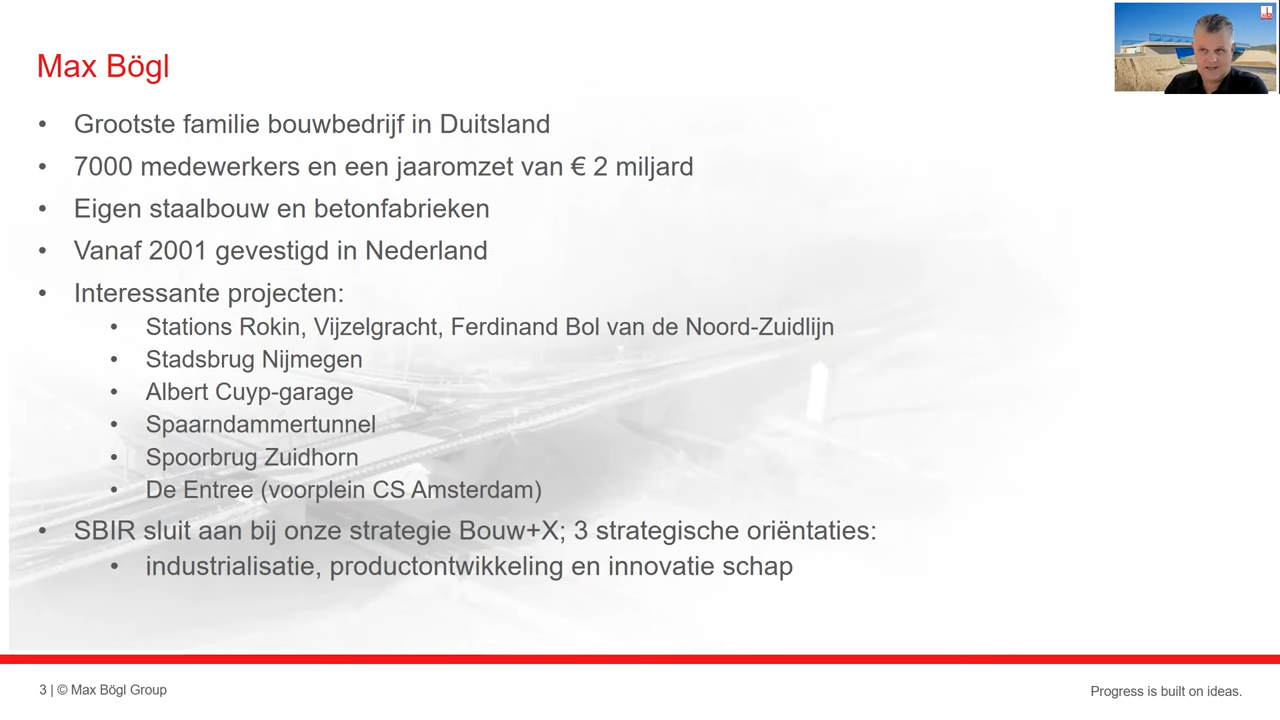 Max Bögl
• Grootste familie bouwbedrijf in Duitsland
• 7000 medewerkers en een jaaromzet van € 2 miljard
• Eigen staalbouw en betonfabrieken
• Vanaf 2001 gevestigd in Nederland
• Interessante projecten:
• Stations Rokin, Vijzelgracht, Ferdinand Bol van de Noord-Zuidlijn
• Stadsbrug Nijmegen
• Albert Cuyp-garage
• Spaarndammertunnel
• Spoorbrug Zuidhorn
• De Entree (voorplein CS Amsterdam)
• SBIR sluit aan bij onze strategie Bouw+X; 3 strategische oriëntaties:
• industrialisatie, productontwikkeling en innovatie schap
3 | © Max Bögl Group
Progress is built on ideas.